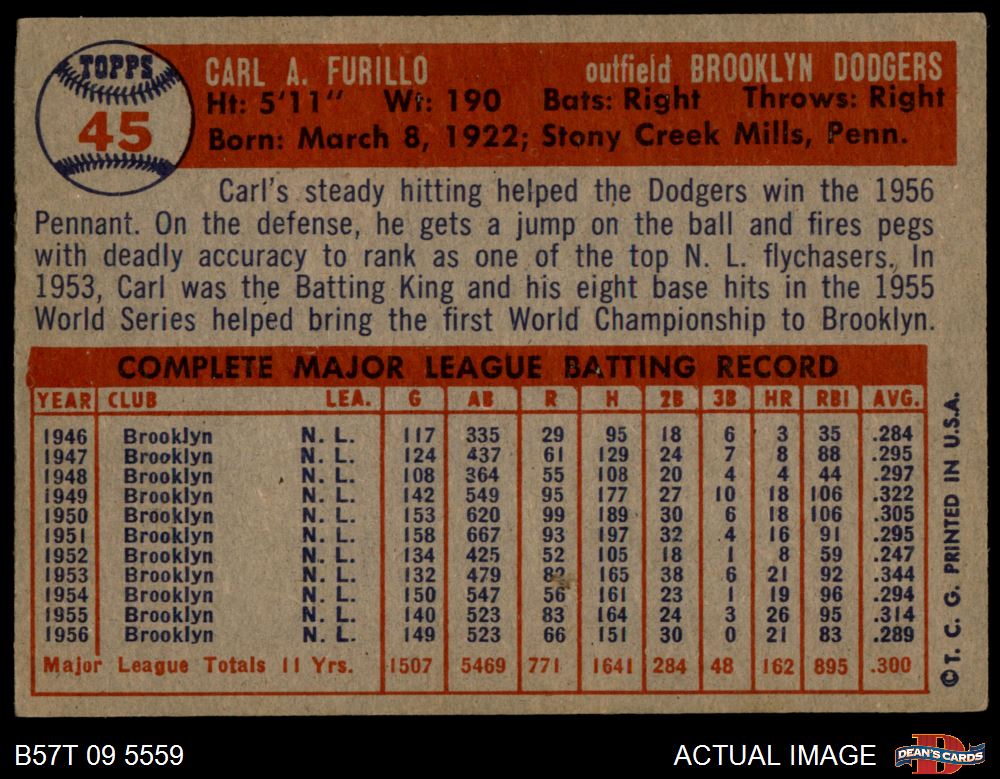 TOPPS
45
CARL A. FURILLO outfield BROOKLYN DODGERS
Ht: 5'11" Wt: 190 Bats: Right Throws: Right
Born: March 8, 1922; Stony Creek Mills, Penn.
Carl's steady hitting helped the Dodgers win the 1956
Pennant. On the defense, he gets a jump on the ball and fires pegs
with deadly accuracy to rank as one of the top N. L. flychasers. In
1953, Carl was the Batting King and his eight base hits in the 1955
World Series helped bring the first World Championship to Brooklyn.
COMPLETE MAJOR LEAGUE BATTING RECORD
YEAR CLUB LEA. G AB R H 2B 3B HR RBI AVG.
1946 Brooklyn N. L. 117 335 29 95 18 6 3 35 .284
1947 Brooklyn N. L. 124 437 61 129 24 7 8 88 .295
1948 Brooklyn N. L. 108 364 55 108 20 4 4 44 .297
1949 Brooklyn N. L. 142 549 95 177 27 10 18 106 .322
1950 Brooklyn N. L. 153 620 99 189 30 6 18 106 .305
1951 Brooklyn N. L. 158 667 93 197 32 4 16 91 .295
1952 Brooklyn N. L. 134 425 52 105 18 1 8 59 .247
1953 Brooklyn N. L. 132 479 82 165 38 6 21 92 .344
1954 Brooklyn N. L. 150 547 56 161 23 1 19 96 .294
1955 Brooklyn N. L. 140 523 83 164 24 3 26 95 .314
1956 Brooklyn N. L. 149 523 66 151 30 0 21 83 .289
Major League Totals 11 Yrs. 1507 5469 771 1641 284 48 162 895 .300
© T. C. G. PRINTED IN U.S.A.
B57T 09 5559
ACTUAL IMAGE
DEAN'S CARDS